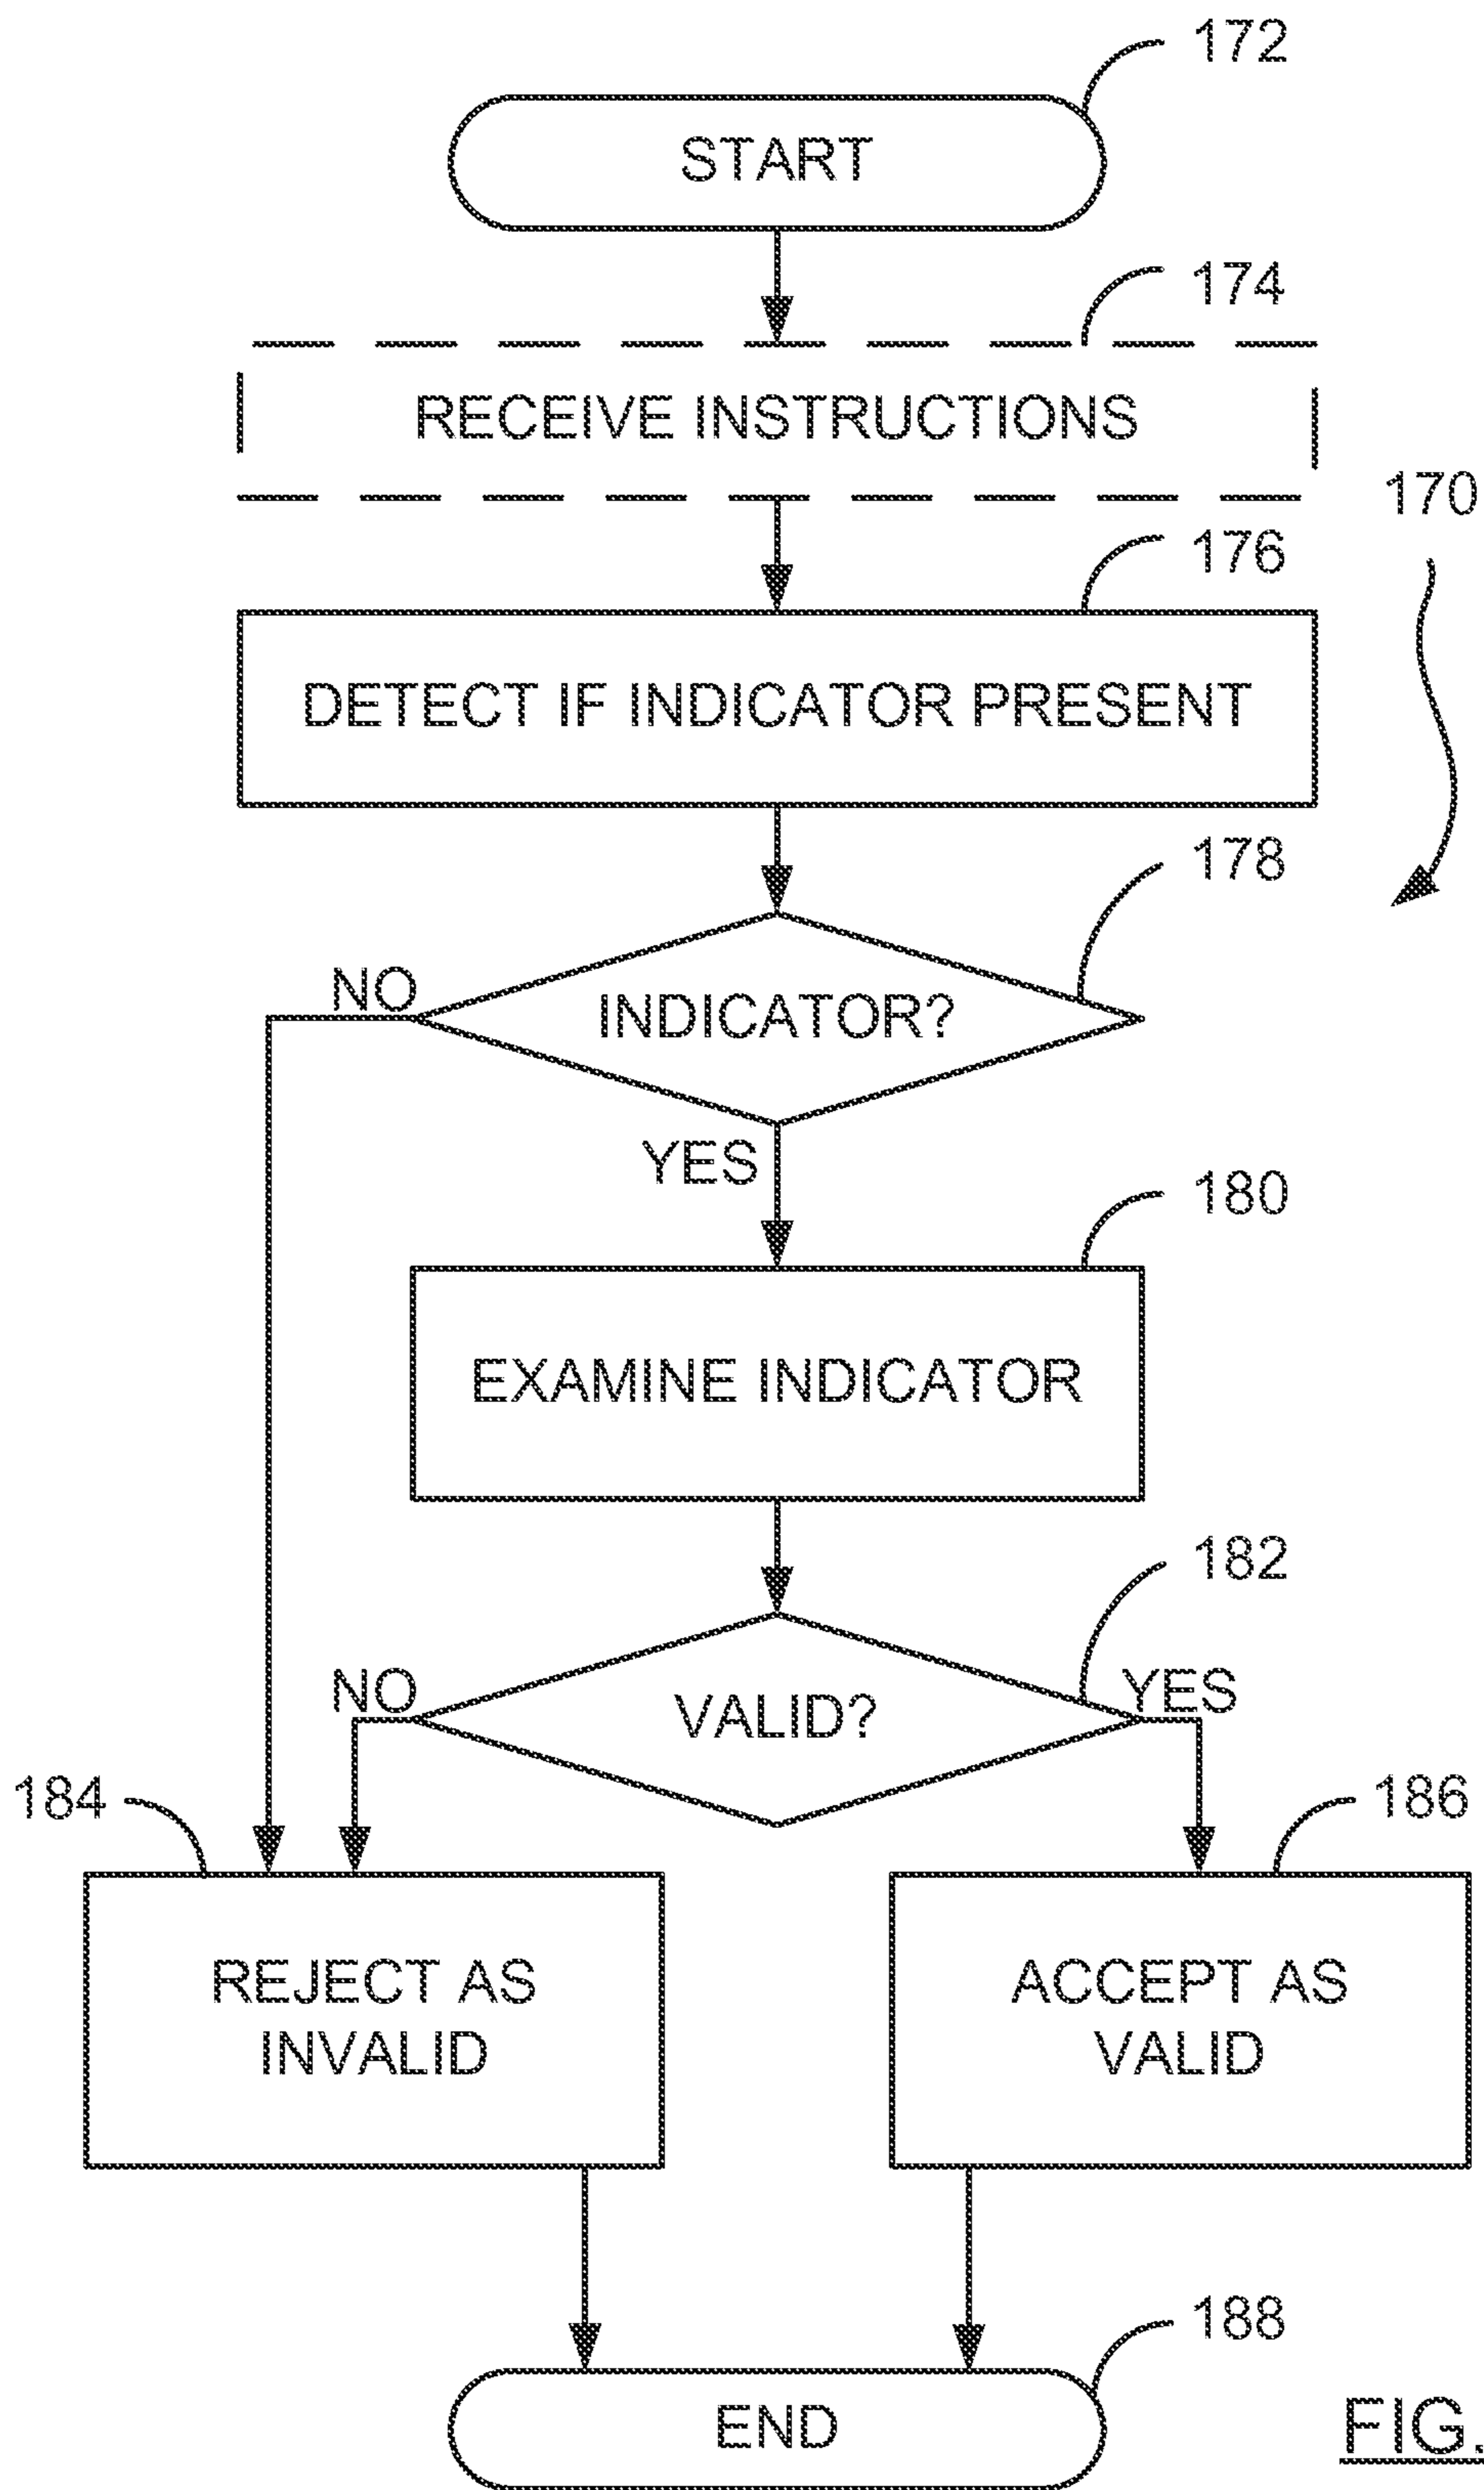 172
START
174
RECEIVE INSTRUCTIONS
170
176
DETECT IF INDICATOR PRESENT
178
NO
INDICATOR?
YES
180
EXAMINE INDICATOR
182
NO
VALID?
YES
184
186
REJECT AS
INVALID
ACCEPT AS
VALID
188
END
FIG.